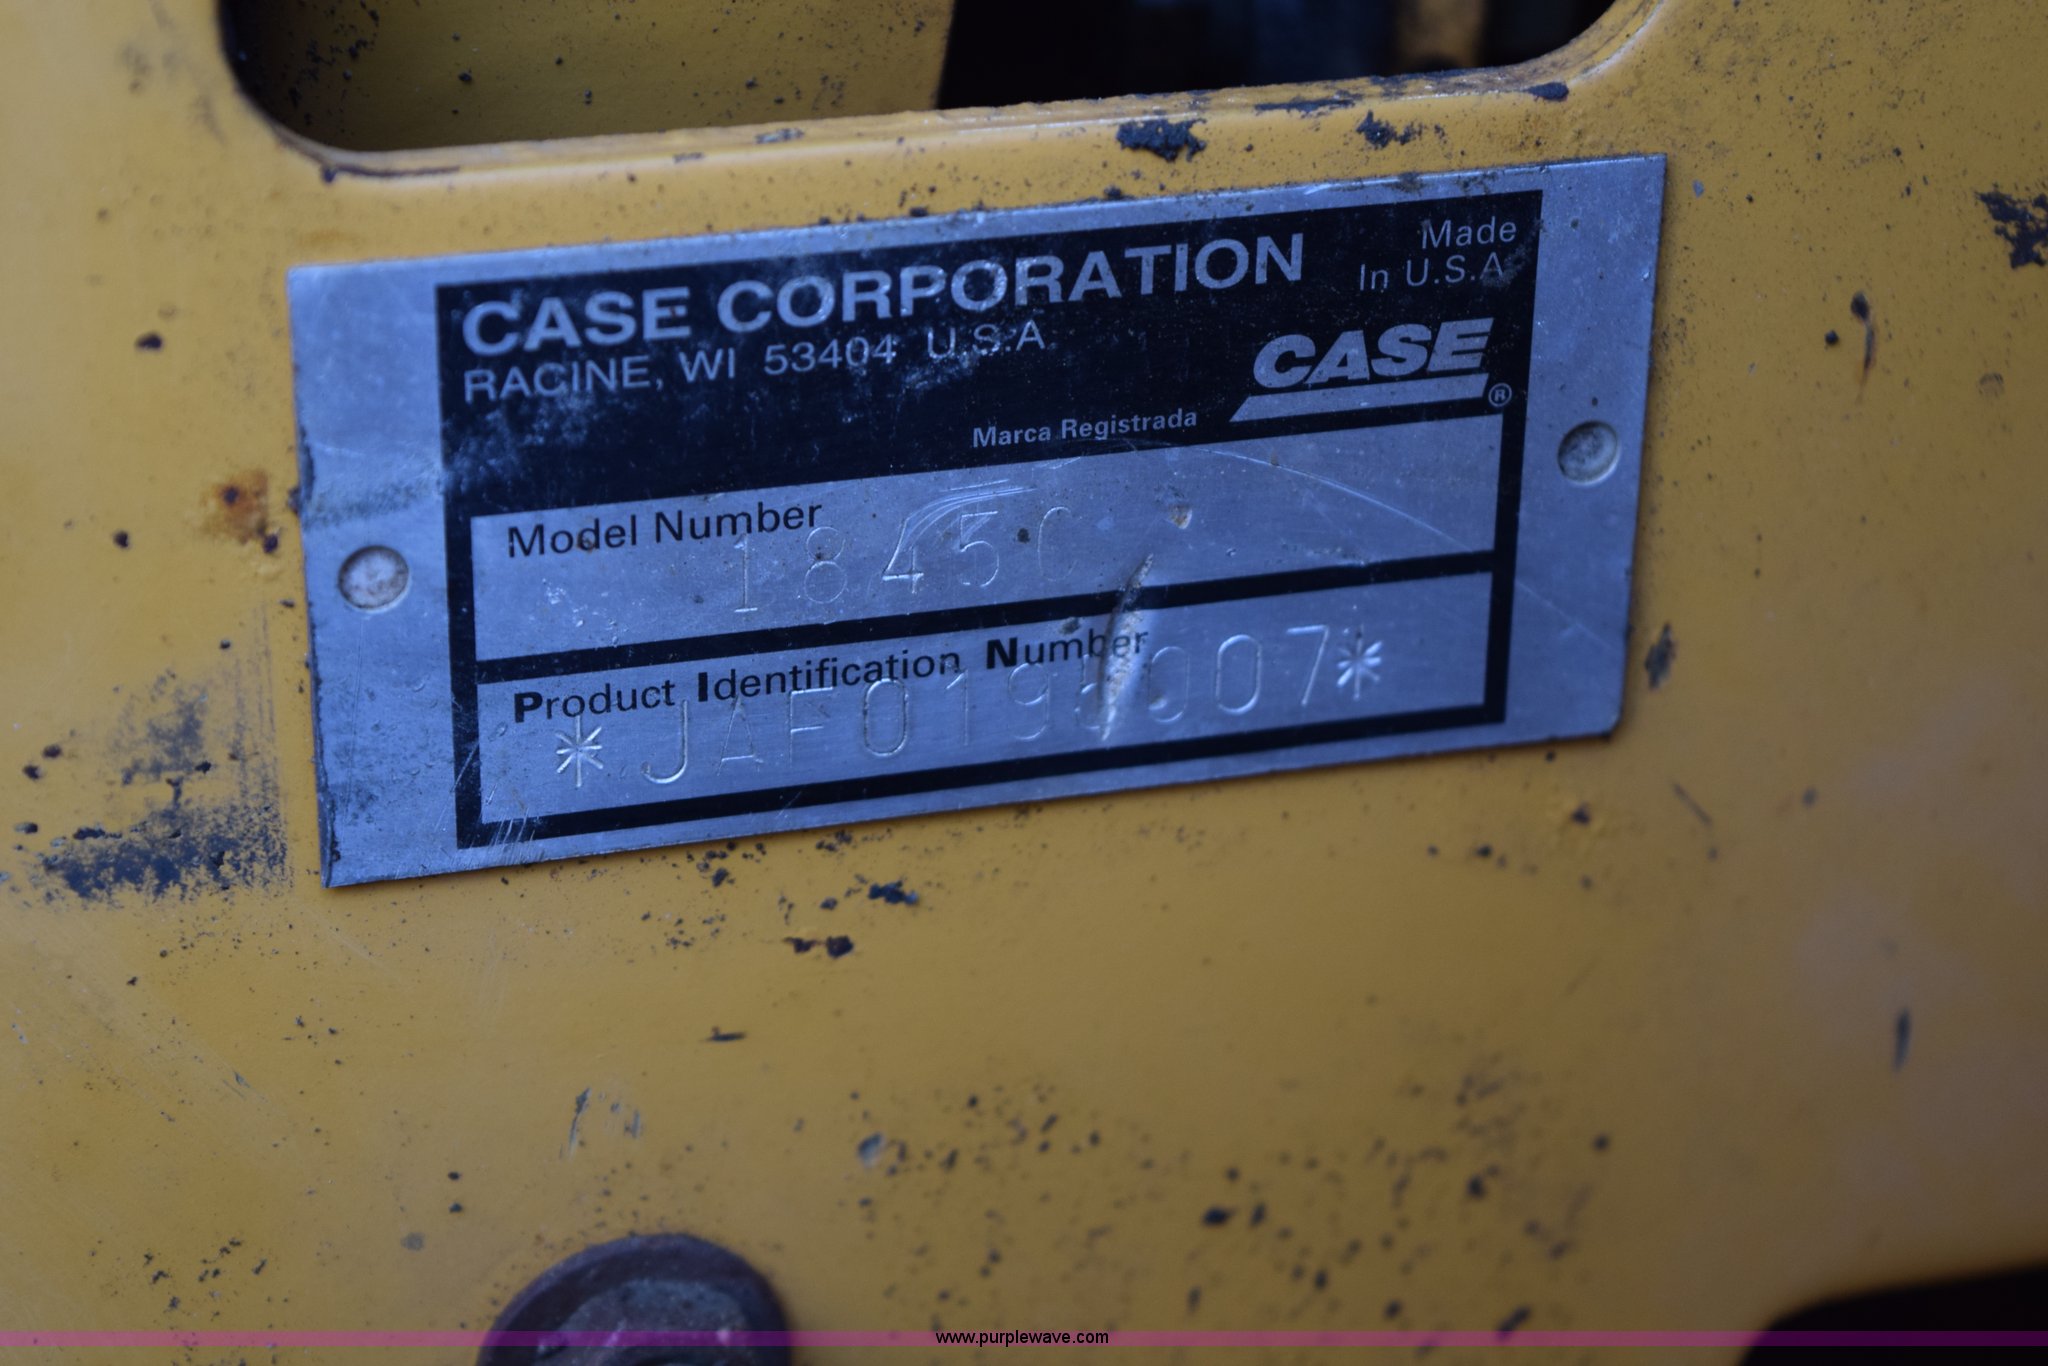 CASE CORPORATION
RACINE, WI 53404 U.S.A.
Made
In U.S.A
CASE ®
Marca Registrada
Model Number
1845C
Product Identification Number
www.purplewave.com